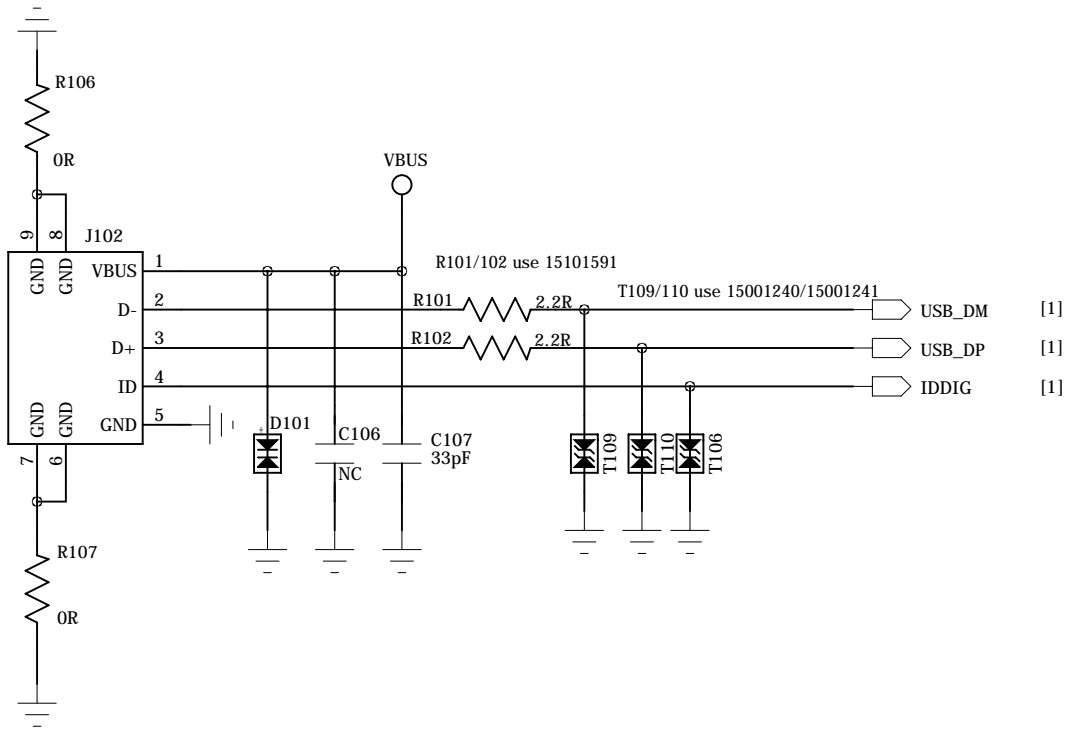 R106
0R
VBUS
9
8
J102
GND
GND
VBUS
1
R101/102 use 15101591
D-
2
R101
2.2R
T109/110 use 15001240/15001241
USB_DM
[1]
D+
3
R102
2.2R
USB_DP
[1]
ID
4
IDDIG
[1]
GND
GND
GND
5
D101
+
C106
NC
C107
33pF
T109
T110
T106
7
6
R107
0R